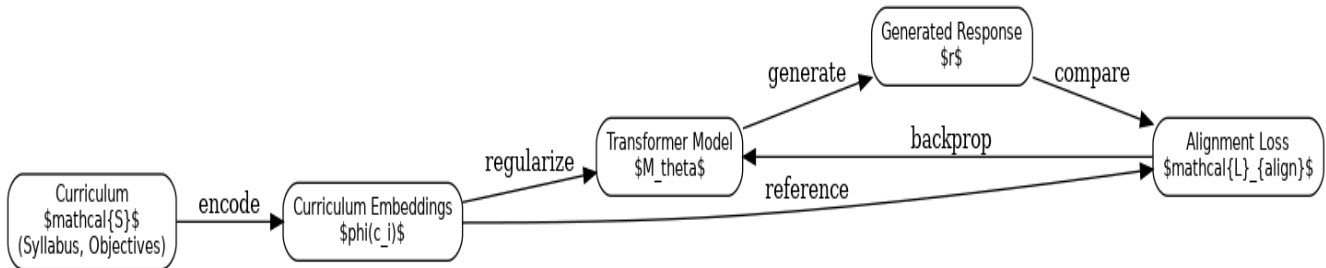 Curriculum
$mathcal{S}$
(Syllabus, Objectives)
encode
Curriculum Embeddings
$phi(c_i)$
regularize
Transformer Model
$M_theta$
generate
Generated Response
$r$
compare
Alignment Loss
$mathcal{L}_{align}$
backprop
reference